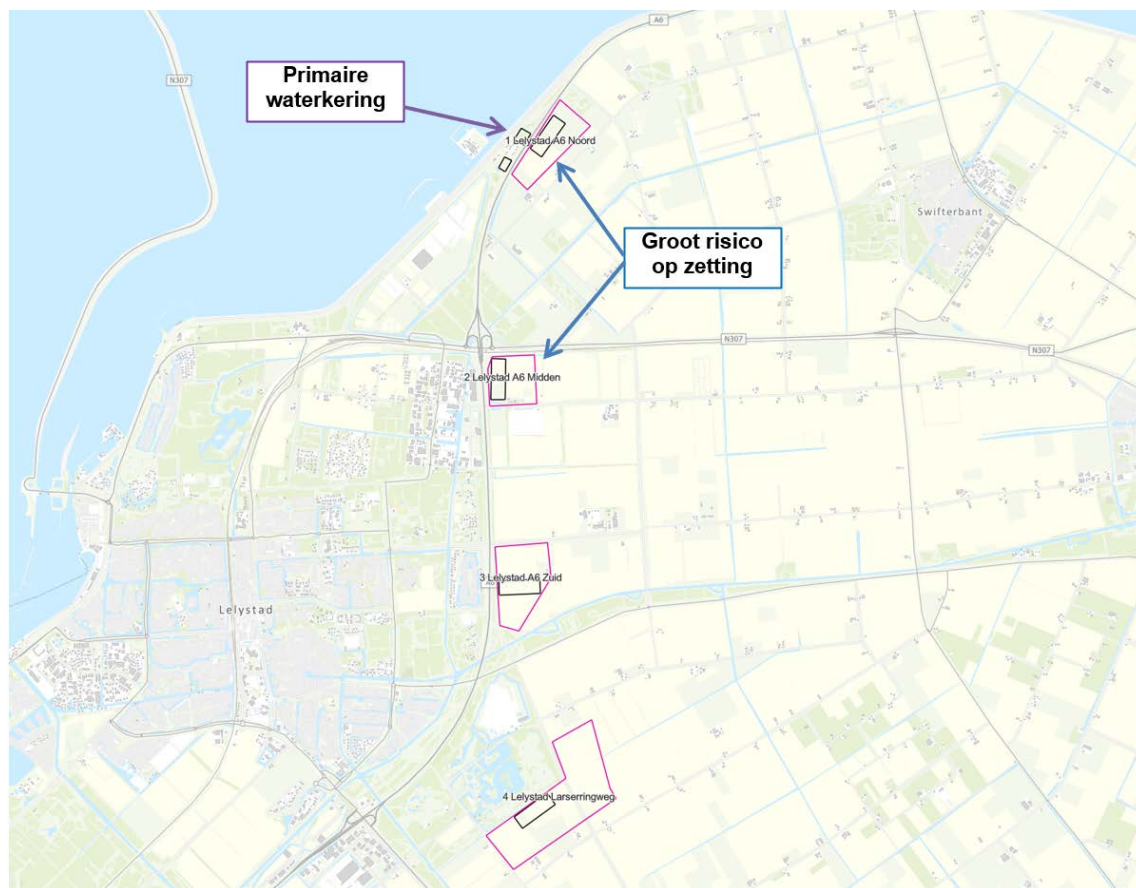 A6
N307
Primaire
waterkering
1 Lelystad A6 Noord
Swifterbant
Groot risico
op zetting
N307
N307
2 Lelystad A6 Midden
3 Lelystad A6 Zuid
A6
Lelystad
4 Lelystad Larserringweg